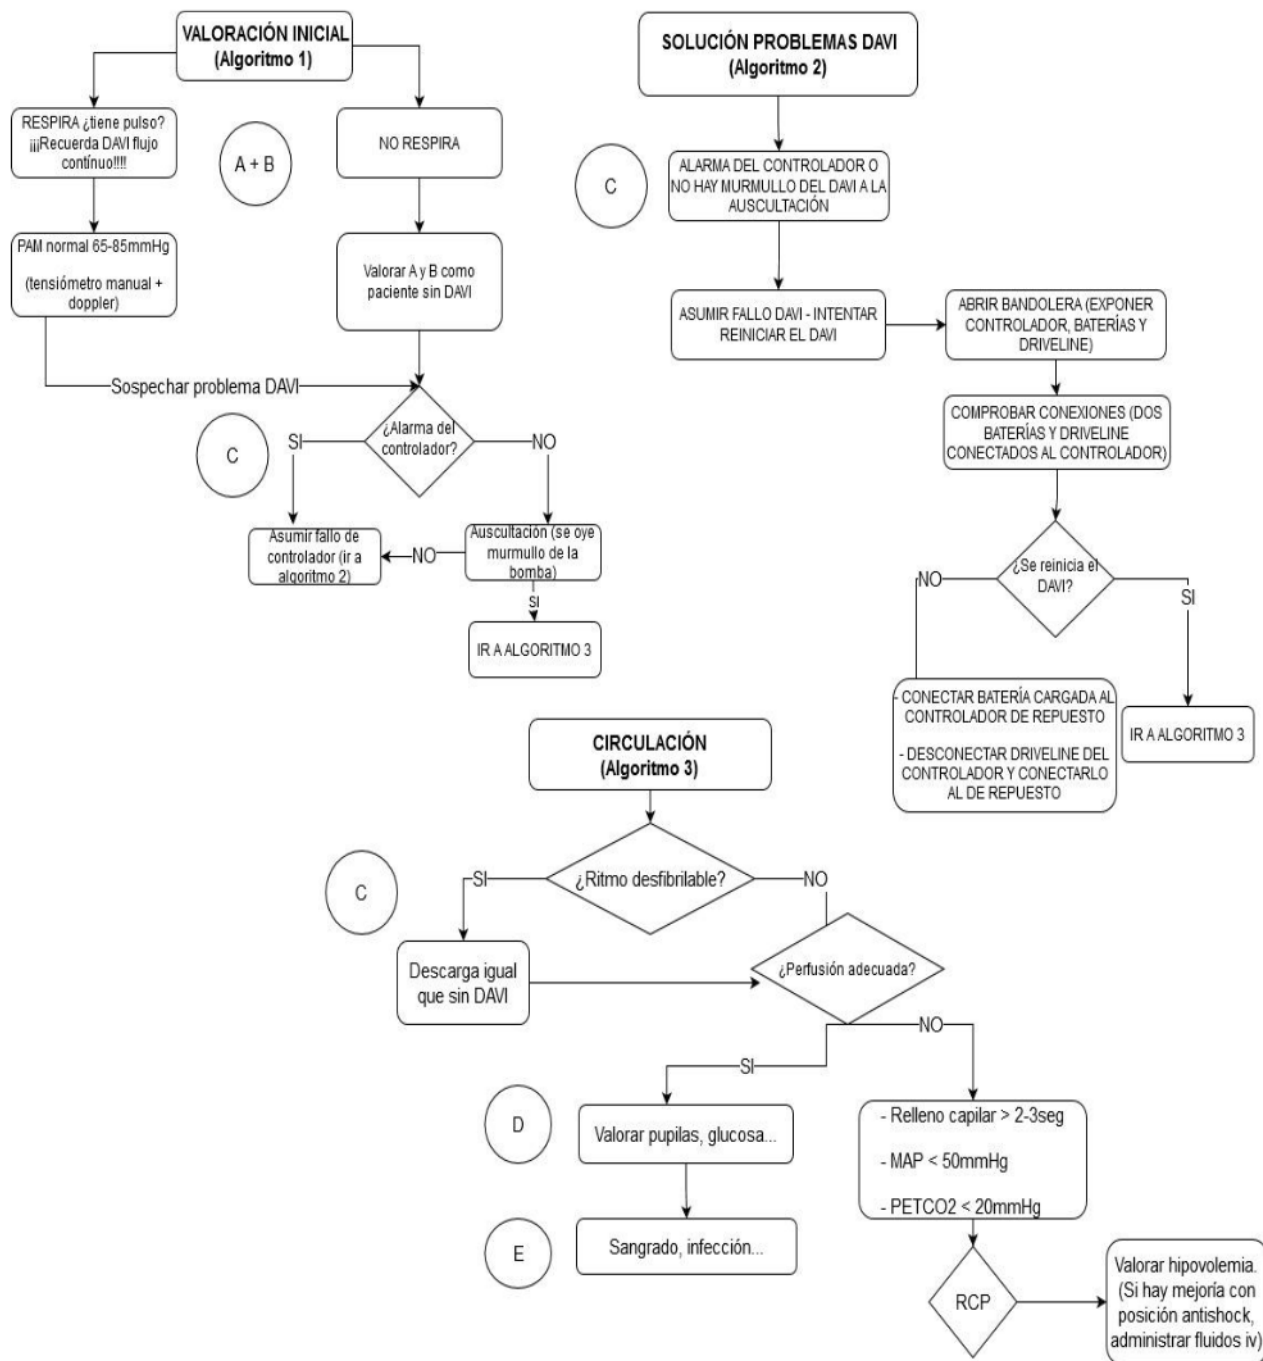 VALORACIÓN INICIAL
(Algoritmo 1)
RESPIRA ¿tiene pulso?
¡¡¡Recuerda DAVI flujo
contínuo!!!!
A + B
NO RESPIRA
PAM normal 65-85mmHg
(tensiómetro manual +
doppler)
Valorar A y B como
paciente sin DAVI
Sospechar problema DAVI
C
SI
¿Alarma del
controlador?
NO
Asumir fallo de
controlador (ir a
algoritmo 2)
NO
Auscultación (se oye
murmullo de la
bomba)
SI
IR A ALGORITMO 3
SOLUCIÓN PROBLEMAS DAVI
(Algoritmo 2)
C
ALARMA DEL CONTROLADOR O
NO HAY MURMULLO DEL DAVI A LA
AUSCULTACIÓN
ASUMIR FALLO DAVI - INTENTAR
REINICIAR EL DAVI
ABRIR BANDOLERA (EXPONER
CONTROLADOR, BATERÍAS Y
DRIVELINE)
COMPROBAR CONEXIONES (DOS
BATERÍAS Y DRIVELINE
CONECTADOS AL CONTROLADOR)
NO
¿Se reinicia el
DAVI?
SI
- CONECTAR BATERÍA CARGADA AL
CONTROLADOR DE REPUESTO
- DESCONECTAR DRIVELINE DEL
CONTROLADOR Y CONECTARLO
AL DE REPUESTO
IR A ALGORITMO 3
CIRCULACIÓN
(Algoritmo 3)
C
SI
¿Ritmo desfibrilable?
NO
Descarga igual
que sin DAVI
¿Perfusión adecuada?
SI
NO
D
Valorar pupilas, glucosa...
- Relleno capilar > 2-3seg
- MAP < 50mmHg
- PETCO2 < 20mmHg
E
Sangrado, infección...
RCP
Valorar hipovolemia.
(Si hay mejoría con
posición antishock,
administrar fluidos iv)